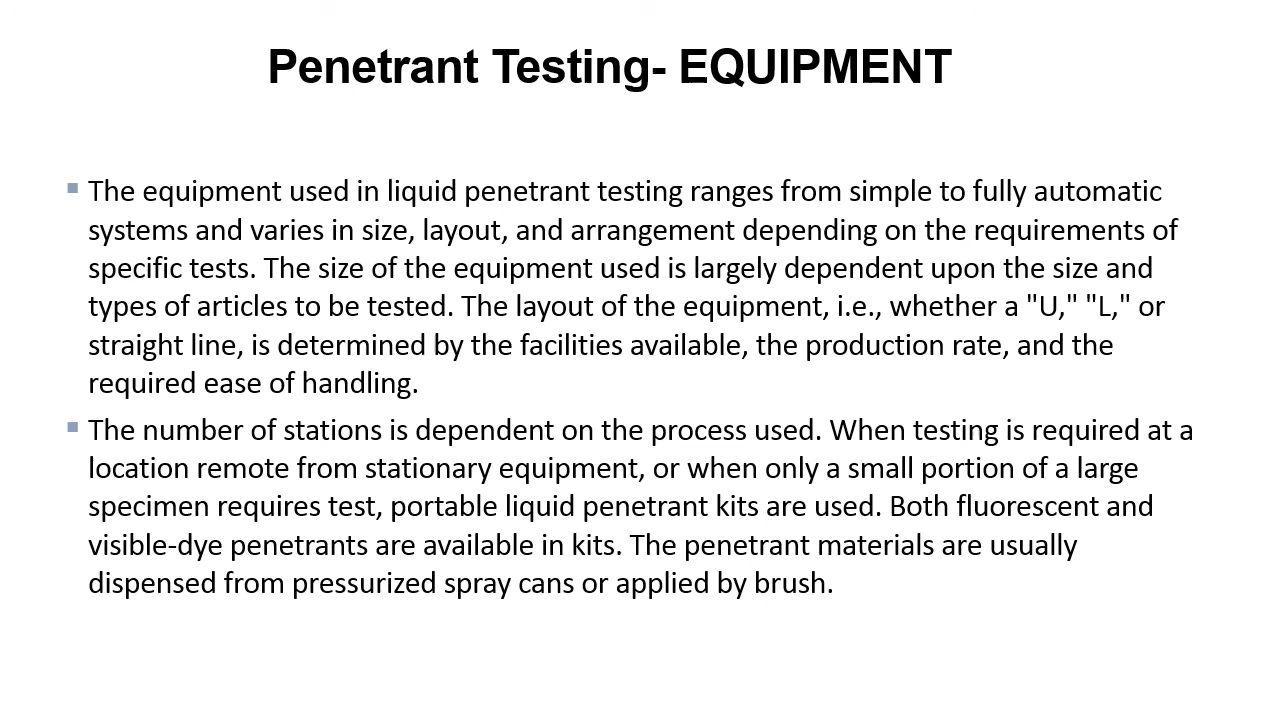 Penetrant Testing- EQUIPMENT
The equipment used in liquid penetrant testing ranges from simple to fully automatic
systems and varies in size, layout, and arrangement depending on the requirements of
specific tests. The size of the equipment used is largely dependent upon the size and
types of articles to be tested. The layout of the equipment, i.e., whether a "U," "L," or
straight line, is determined by the facilities available, the production rate, and the
required ease of handling.
The number of stations is dependent on the process used. When testing is required at a
location remote from stationary equipment, or when only a small portion of a large
specimen requires test, portable liquid penetrant kits are used. Both fluorescent and
visible-dye penetrants are available in kits. The penetrant materials are usually
dispensed from pressurized spray cans or applied by brush.